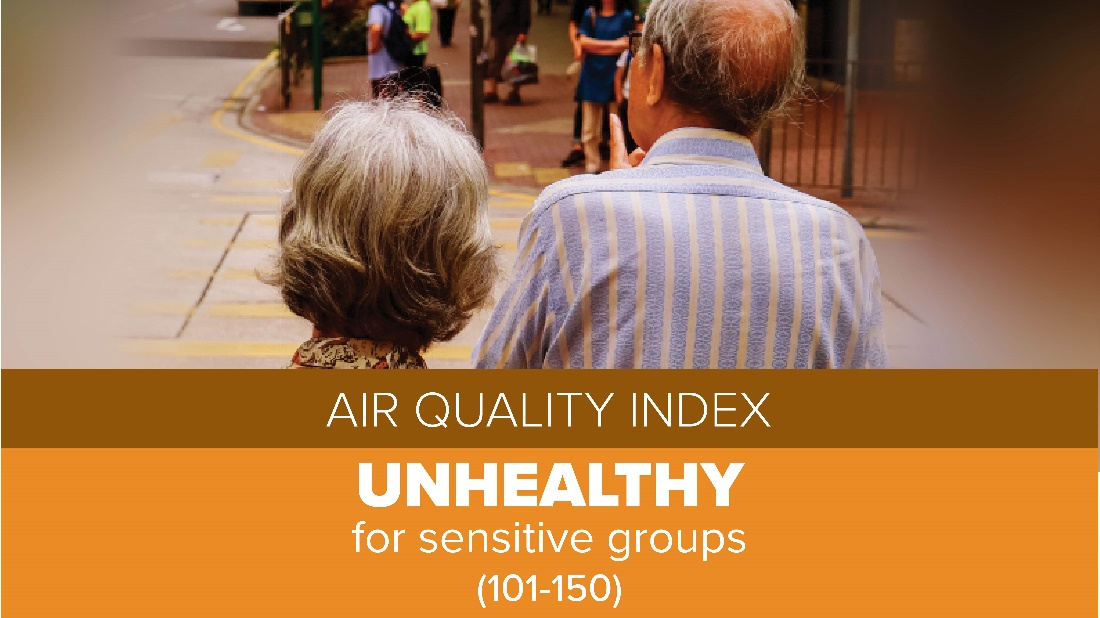 AIR QUALITY INDEX
UNHEALTHY
for sensitive groups
(101-150)